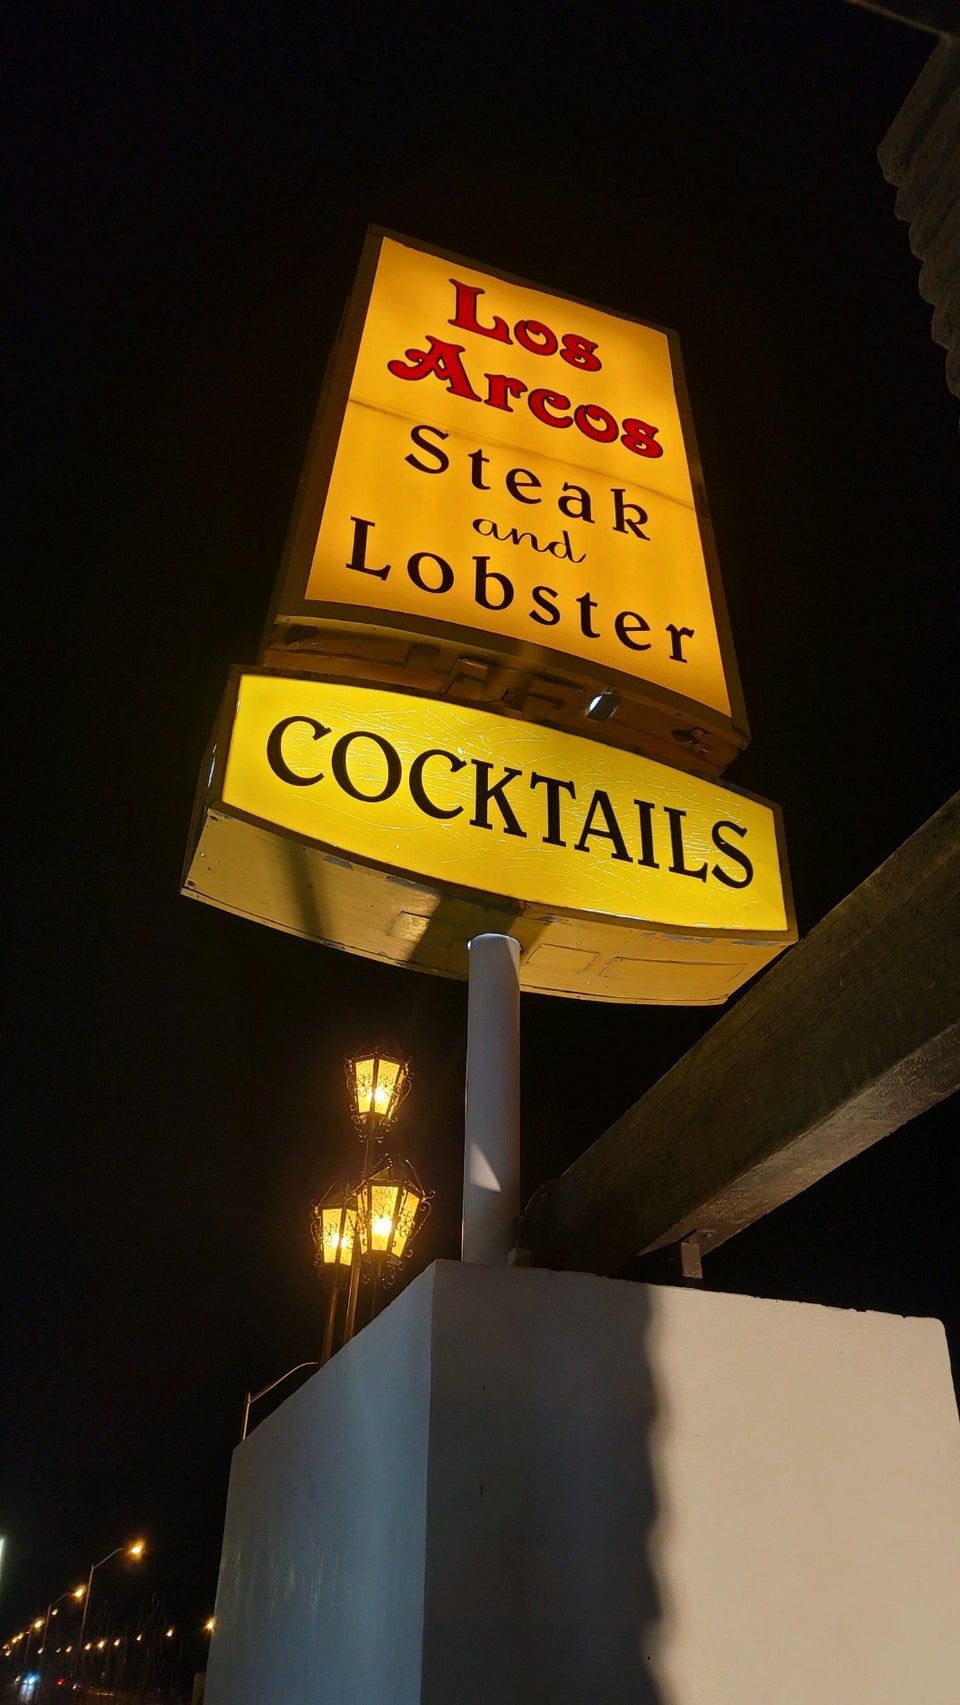 Los
Arcos
Steak
and
Lobster
COCKTAILS